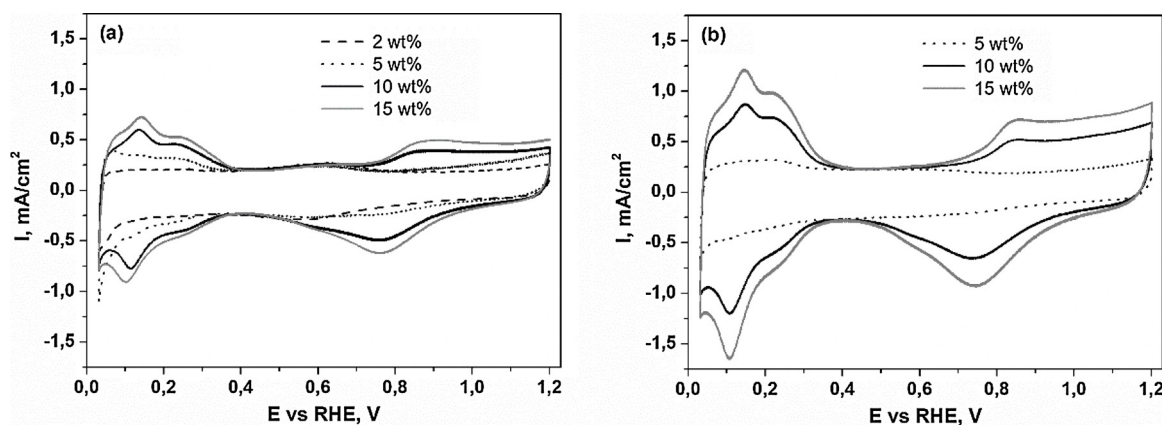 (a)
2 wt%
5 wt%
10 wt%
15 wt%
1,5
1,0
0,5
0,0
-0,5
-1,0
-1,5
I, mA/cm²
0,0 0,2 0,4 0,6 0,8 1,0 1,2
E vs RHE, V
(b)
5 wt%
10 wt%
15 wt%
1,5
1,0
0,5
0,0
-0,5
-1,0
-1,5
I, mA/cm²
0,0 0,2 0,4 0,6 0,8 1,0 1,2
E vs RHE, V